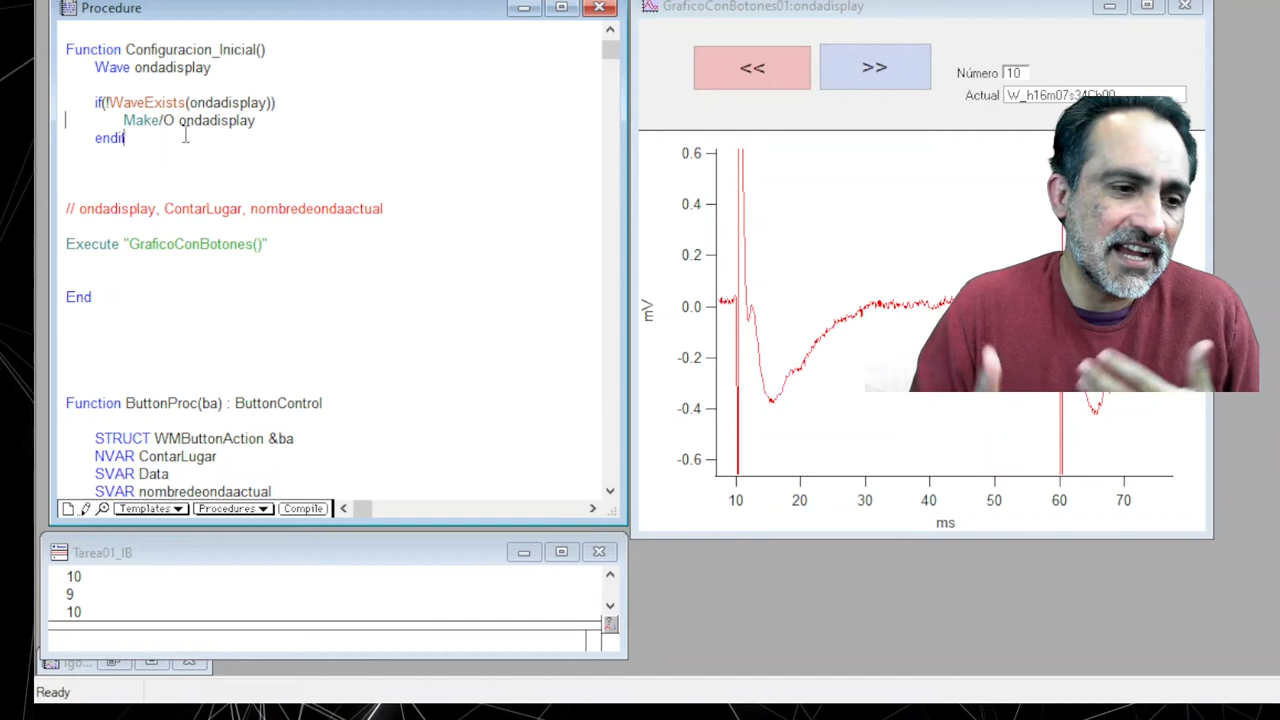 Procedure
Function Configuracion_Inicial()
Wave ondadisplay
if(!WaveExists(ondadisplay))
Make/O ondadisplay
endif
// ondadisplay, ContarLugar, nombredeondaactual
Execute "GraficoConBotones()"
End
Function ButtonProc(ba) : ButtonControl
STRUCT WMButtonAction &ba
NVAR ContarLugar
SVAR Data
SVAR nombredeondaactual
Templates Procedures Compile
Tarea01_IB
10
9
10
Ready
GraficoConBotones01:ondadisplay
<< >>
Número 10
Actual W_h16m07s34Ch00
0.6
0.4
0.2
0.0
-0.2
-0.4
-0.6
mV
10 20 30 40 50 60 70
ms